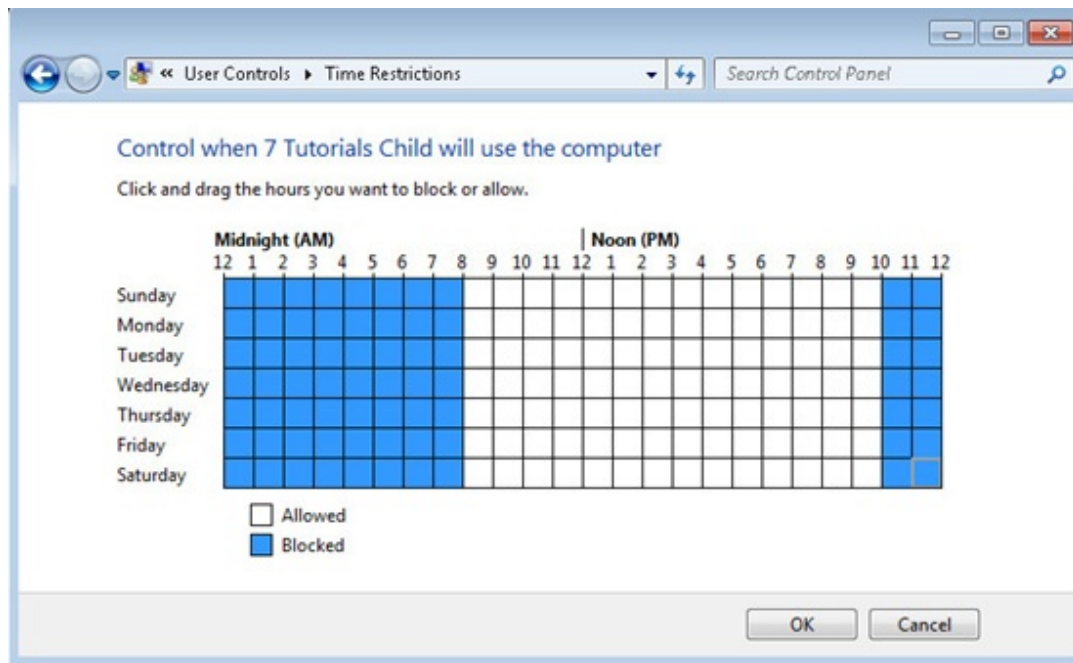 « User Controls ▸ Time Restrictions Search Control Panel
Control when 7 Tutorials Child will use the computer
Click and drag the hours you want to block or allow.
Midnight (AM) Noon (PM)
12 1 2 3 4 5 6 7 8 9 10 11 12 1 2 3 4 5 6 7 8 9 10 11 12
Sunday
Monday
Tuesday
Wednesday
Thursday
Friday
Saturday
Allowed
Blocked
OK Cancel